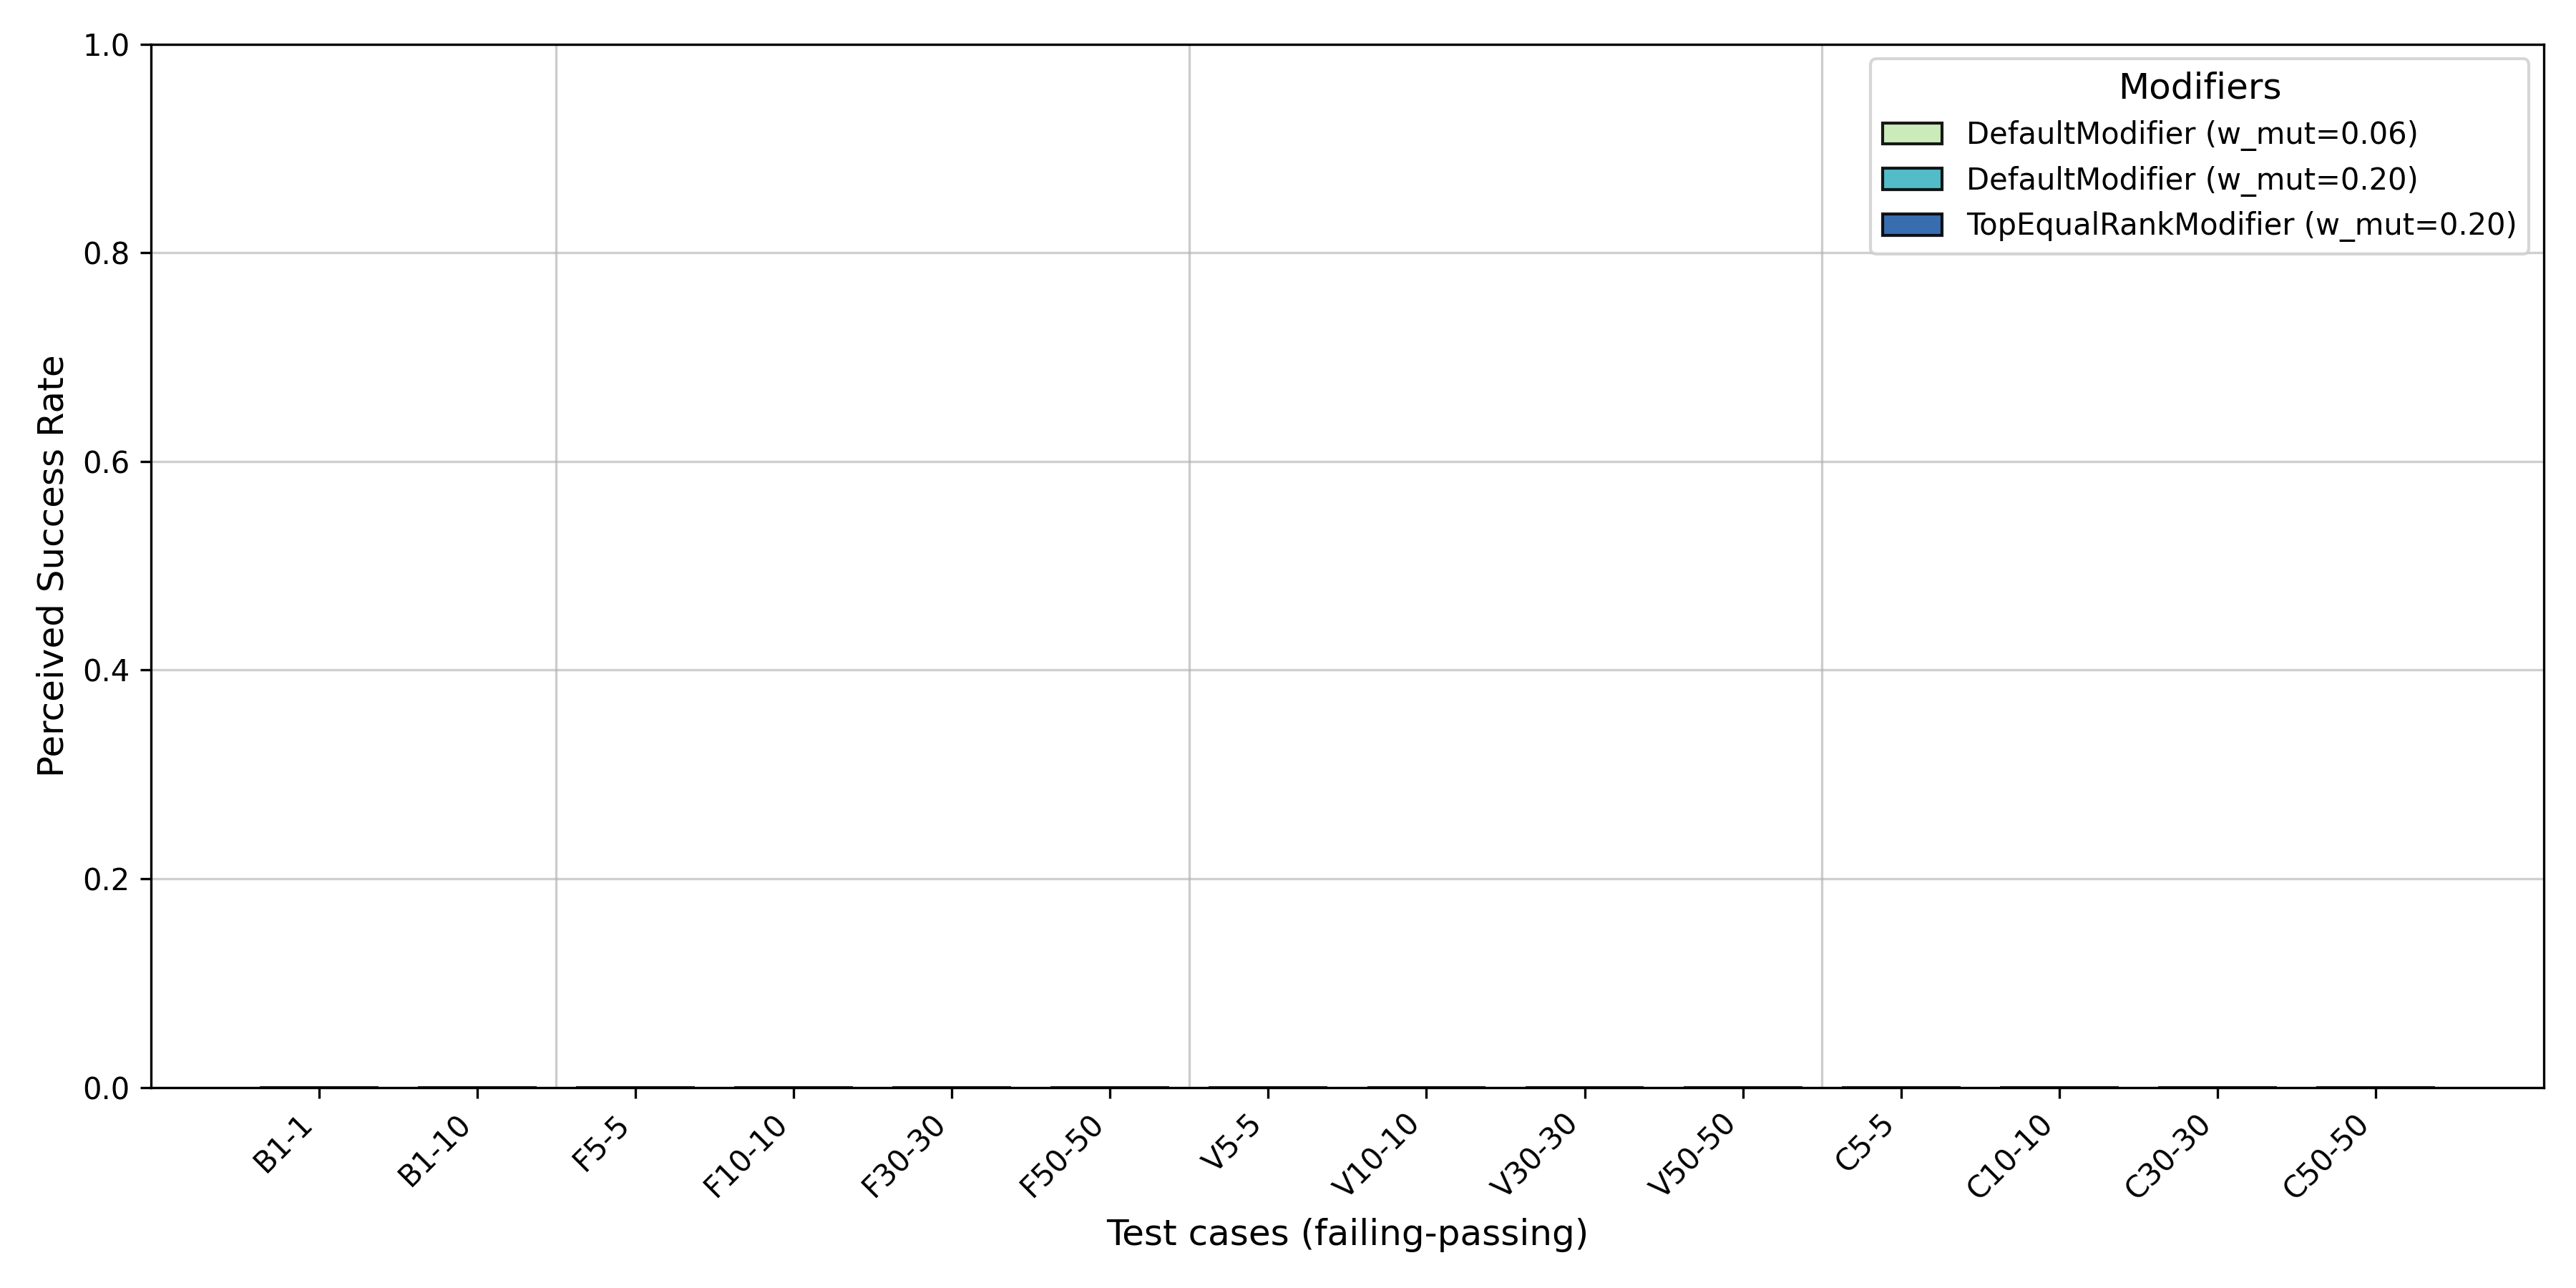 Modifiers
DefaultModifier (w_mut=0.06)
DefaultModifier (w_mut=0.20)
TopEqualRankModifier (w_mut=0.20)
Perceived Success Rate
1.0
0.8
0.6
0.4
0.2
0.0
B1-1
B1-10
F5-5
F10-10
F30-30
F50-50
V5-5
V10-10
V30-30
V50-50
C5-5
C10-10
C30-30
C50-50
Test cases (failing-passing)